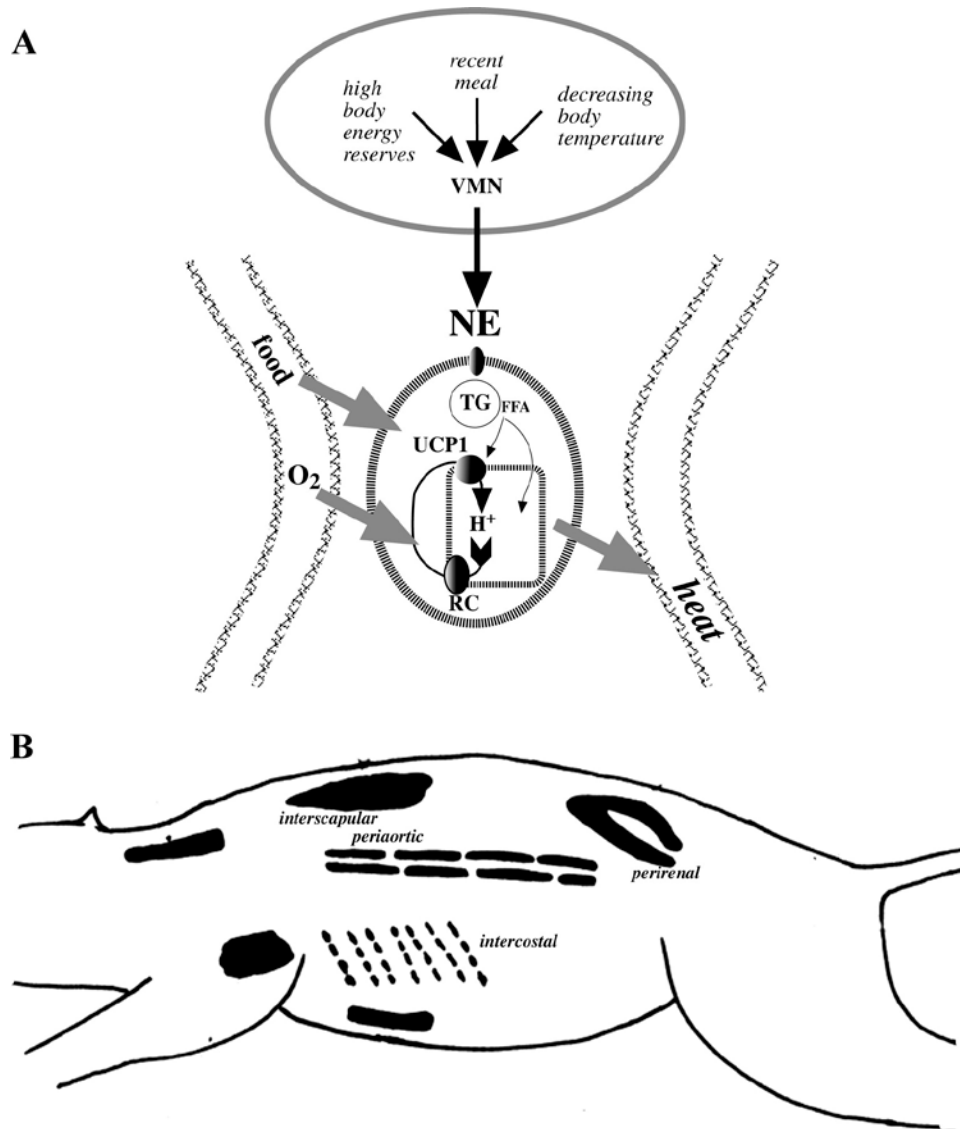 A
recent
meal
high
body
energy
reserves
decreasing
body
temperature
VMN
NE
food
TG
FFA
UCP1
O₂
H⁺
RC
heat
B
interscapular
periaortic
perirenal
intercostal